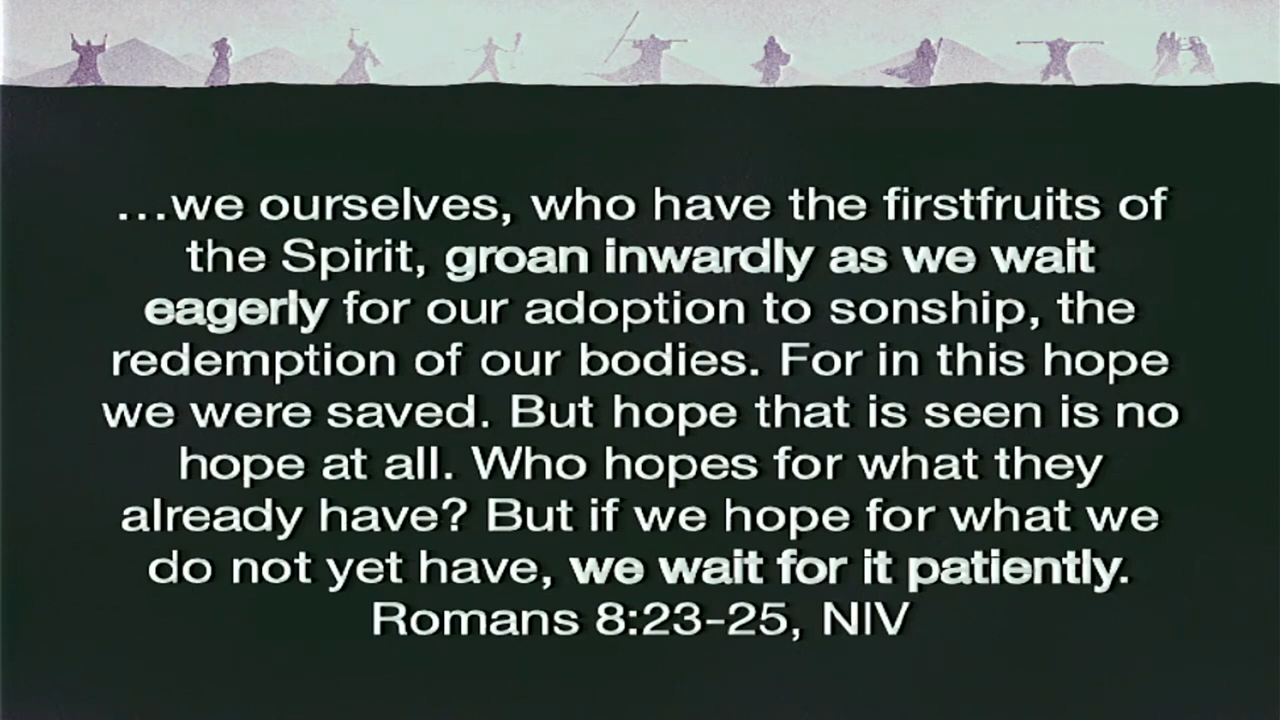 …we ourselves, who have the firstfruits of
the Spirit, groan inwardly as we wait
eagerly for our adoption to sonship, the
redemption of our bodies. For in this hope
we were saved. But hope that is seen is no
hope at all. Who hopes for what they
already have? But if we hope for what we
do not yet have, we wait for it patiently.
Romans 8:23-25, NIV